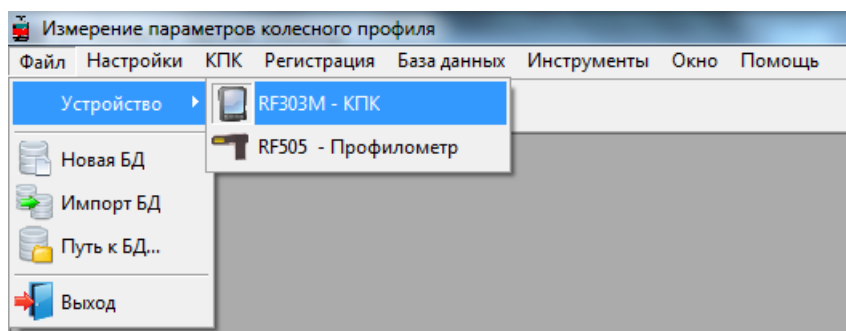 Измерение параметров колесного профиля
Файл Настройки КПК Регистрация База данных Инструменты Окно Помощь
Устройство
RF303M - КПК
RF505 - Профилометр
Новая БД
Импорт БД
Путь к БД...
Выход